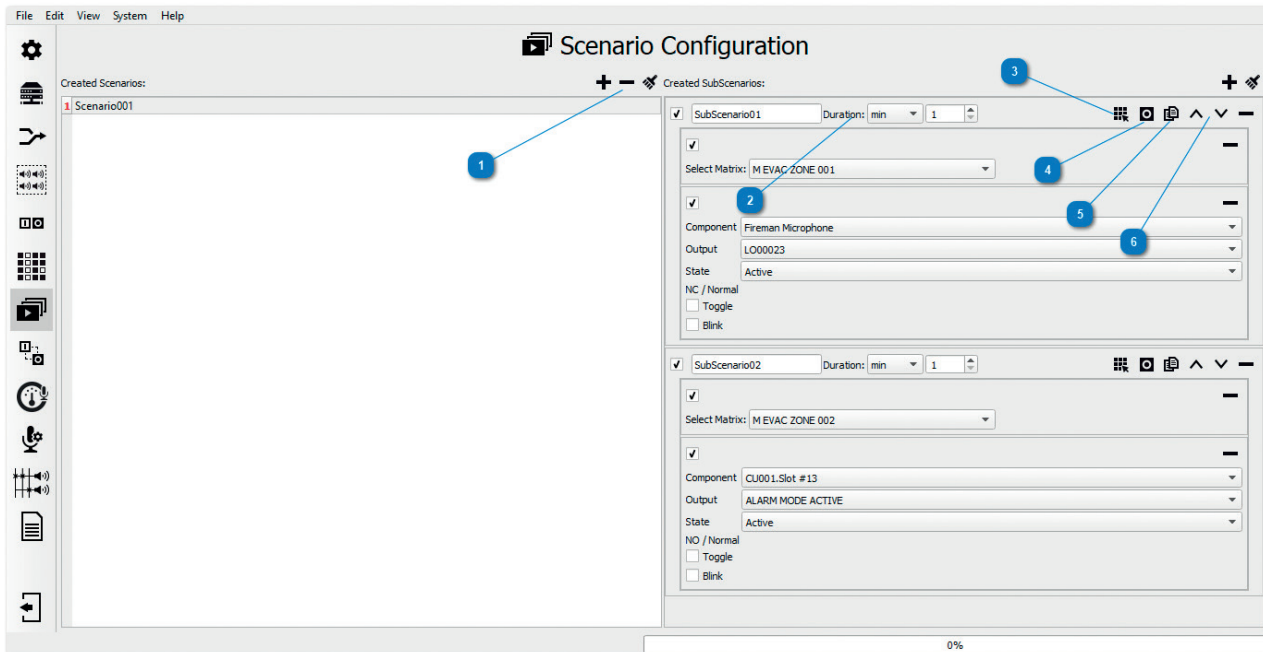 File Edit View System Help
Scenario Configuration
Created Scenarios:
1 Scenario001
1
Created SubScenarios:
3
SubScenario01 Duration: min 1
4
Select Matrix: M EVAC ZONE 001
2
5
6
Component Fireman Microphone
Output LO00023
State Active
NC / Normal
Toggle
Blink
SubScenario02 Duration: min 1
Select Matrix: M EVAC ZONE 002
Component CU001.Slot #13
Output ALARM MODE ACTIVE
State Active
NO / Normal
Toggle
Blink
0%